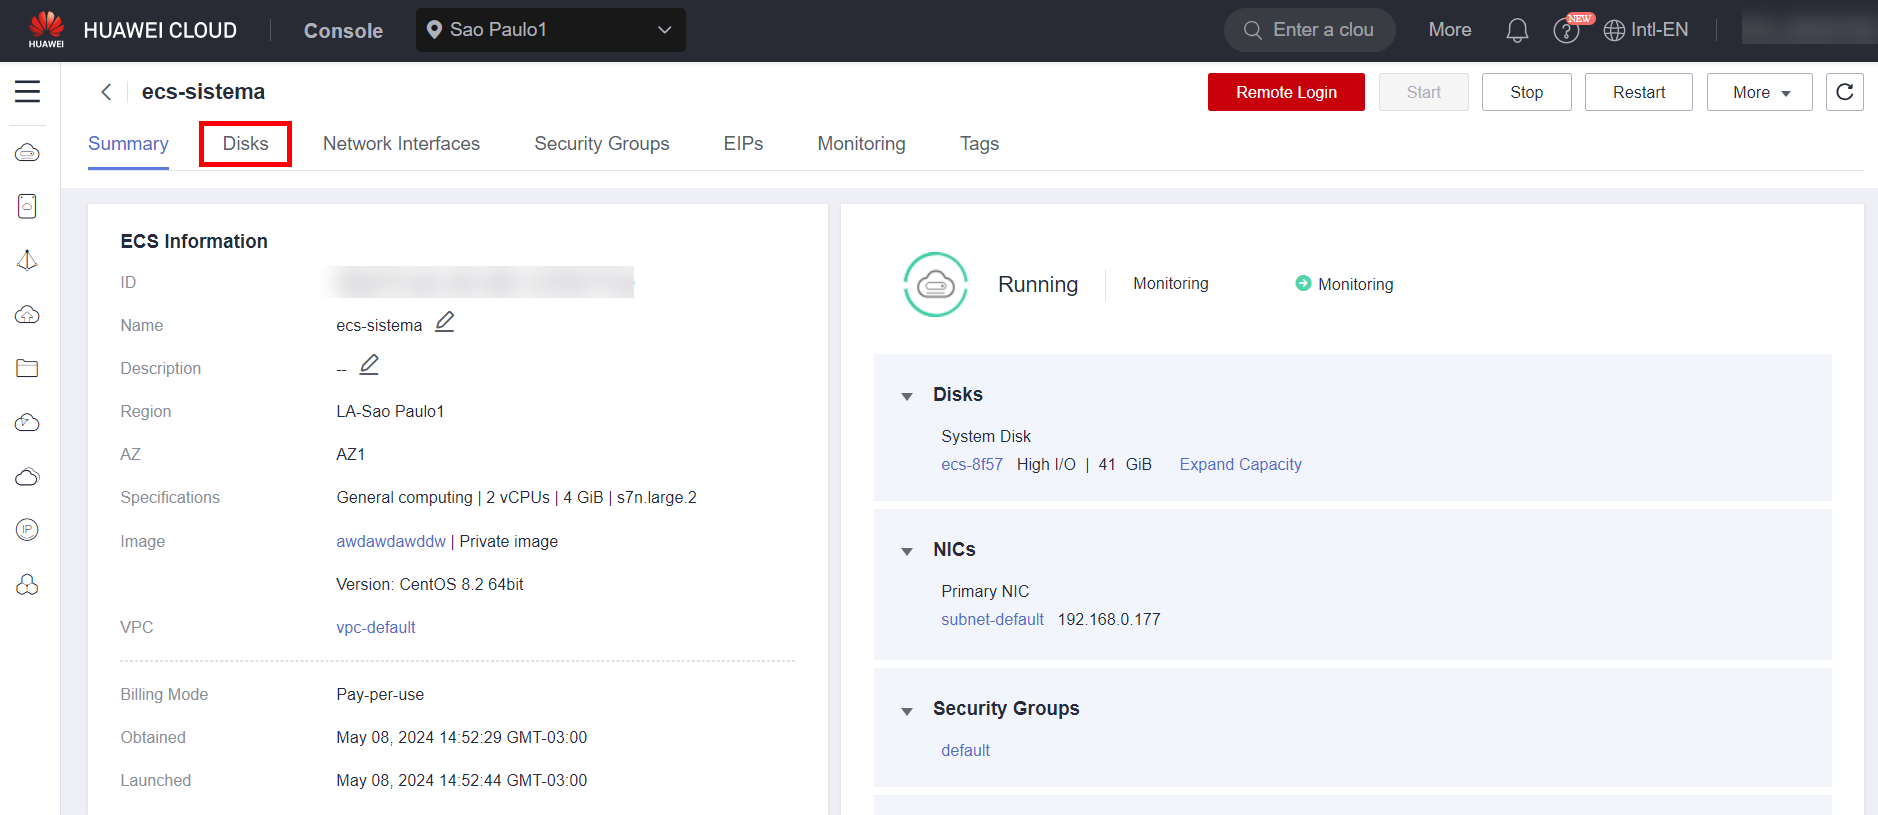 HUAWEI
HUAWEI CLOUD
Console
Sao Paulo1
Enter a clou
More
NEW
Intl-EN
ecs-sistema
Remote Login
Start
Stop
Restart
More
Summary
Disks
Network Interfaces
Security Groups
EIPs
Monitoring
Tags
ECS Information
ID
Name ecs-sistema
Description --
Region LA-Sao Paulo1
AZ AZ1
Specifications General computing | 2 vCPUs | 4 GiB | s7n.large.2
Image awdawdawddw | Private image
Version: CentOS 8.2 64bit
VPC vpc-default
Billing Mode Pay-per-use
Obtained May 08, 2024 14:52:29 GMT-03:00
Launched May 08, 2024 14:52:44 GMT-03:00
Running
Monitoring
Monitoring
Disks
System Disk
ecs-8f57 High I/O | 41 GiB Expand Capacity
NICs
Primary NIC
subnet-default 192.168.0.177
Security Groups
default
IP